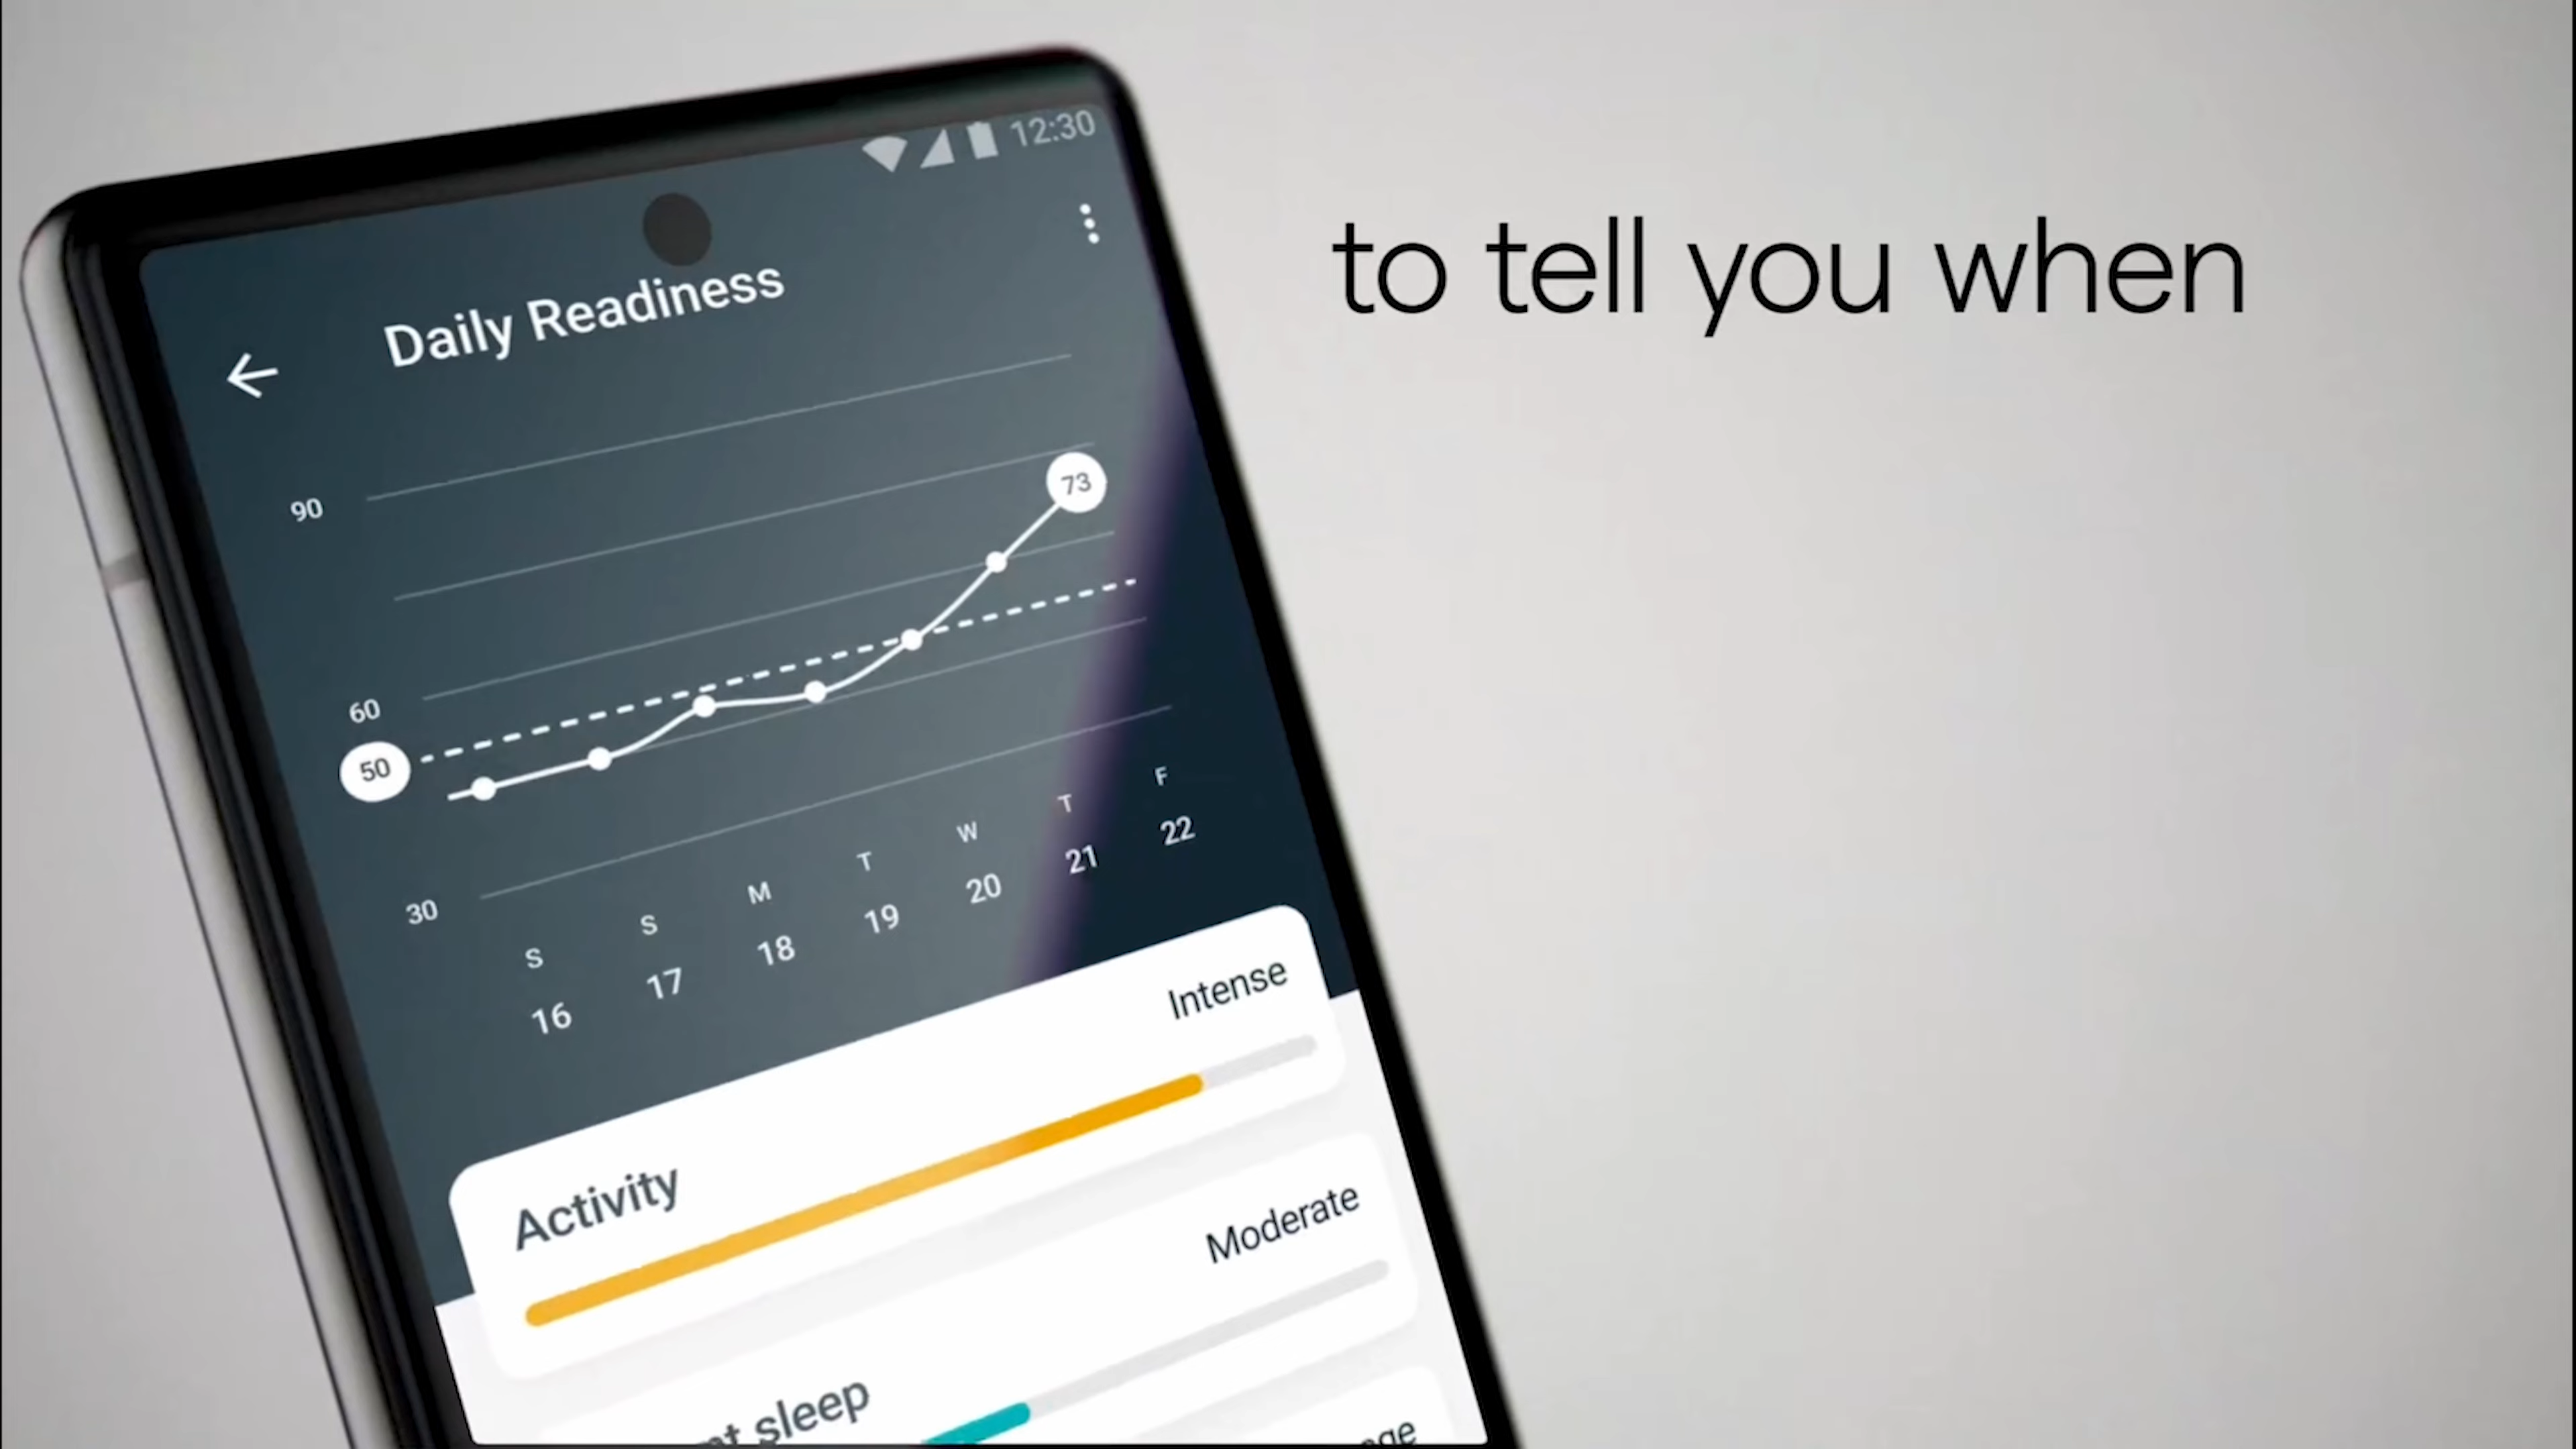 12:30
to tell you when
Daily Readiness
90
73
60
50
30
S S M T W T F
16 17 18 19 20 21 22
Intense
Activity
Moderate
sleep